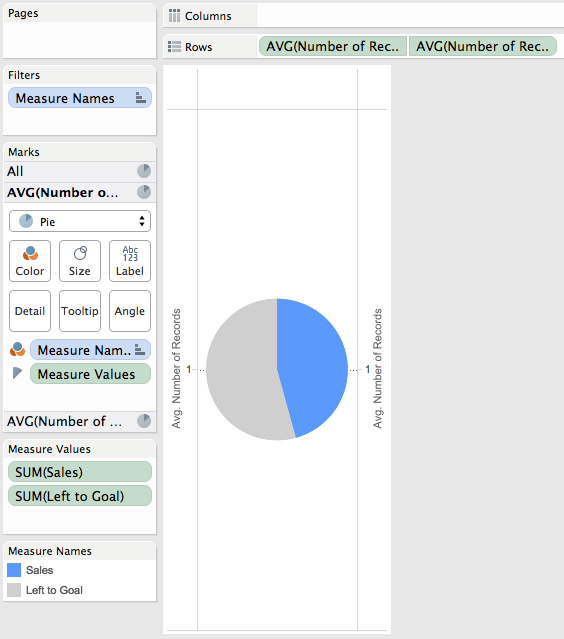 Pages
Columns
Rows
AVG(Number of Rec..
AVG(Number of Rec..
Filters
Measure Names
Marks
All
AVG(Number o...
Pie
Color
Size
Abc
123
Label
Detail
Tooltip
Angle
Measure Nam..
Measure Values
AVG(Number of ...
Measure Values
SUM(Sales)
SUM(Left to Goal)
Measure Names
Sales
Left to Goal
Avg. Number of Records
1
1
Avg. Number of Records